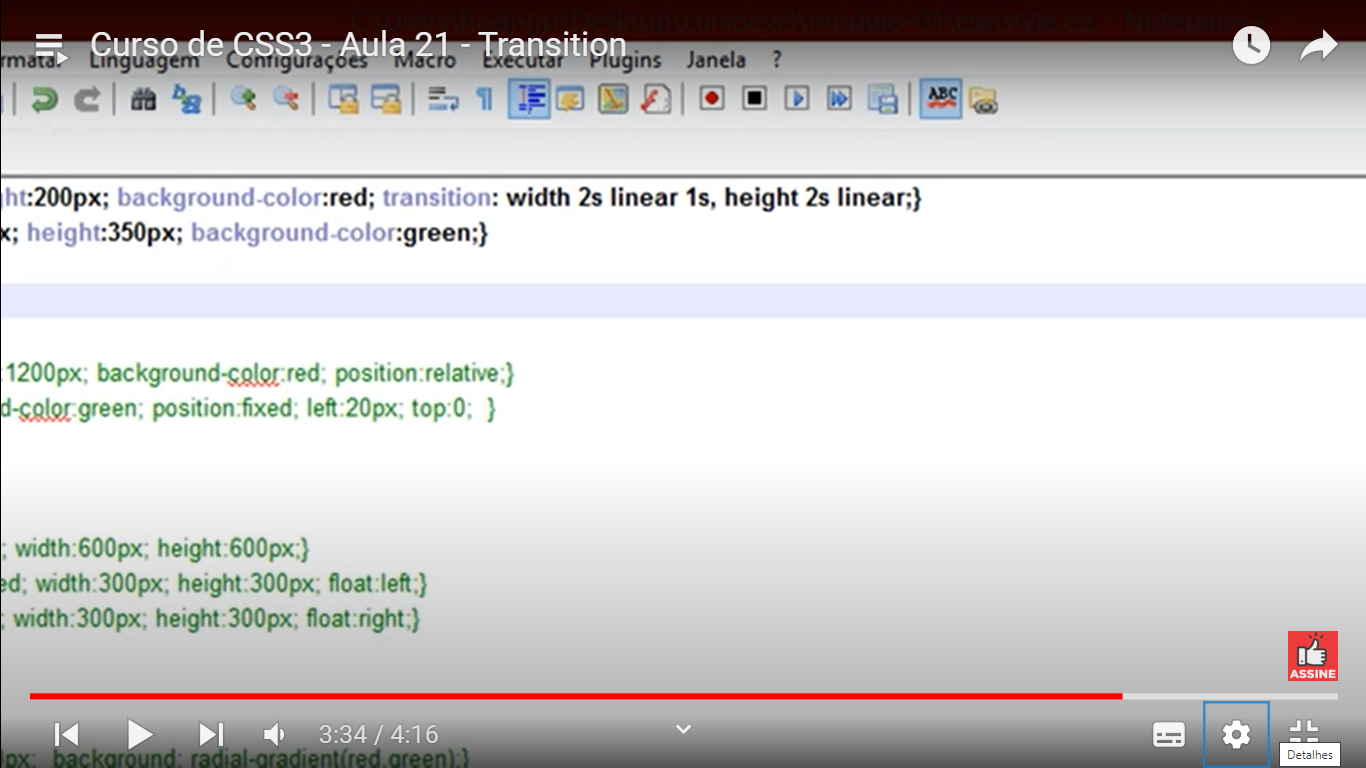 C:\Users\Rodrigo\Desktop\cursocss3\modulo-01\css\style.css - Notepad++
Curso de CSS3 - Aula 21 - Transition
rmatar Linguagem Configurações Macro Executar Plugins Janela ?
ABC
ht:200px; background-color:red; transition: width 2s linear 1s, height 2s linear;}
x; height:350px; background-color:green;}
:1200px; background-color:red; position:relative;}
d-color:green; position:fixed; left:20px; top:0; }
; width:600px; height:600px;}
ed; width:300px; height:300px; float:left;}
; width:300px; height:300px; float:right;}
ASSINE
3:34 / 4:16
Detalhes
0px; background: radial-gradient(red,green);}